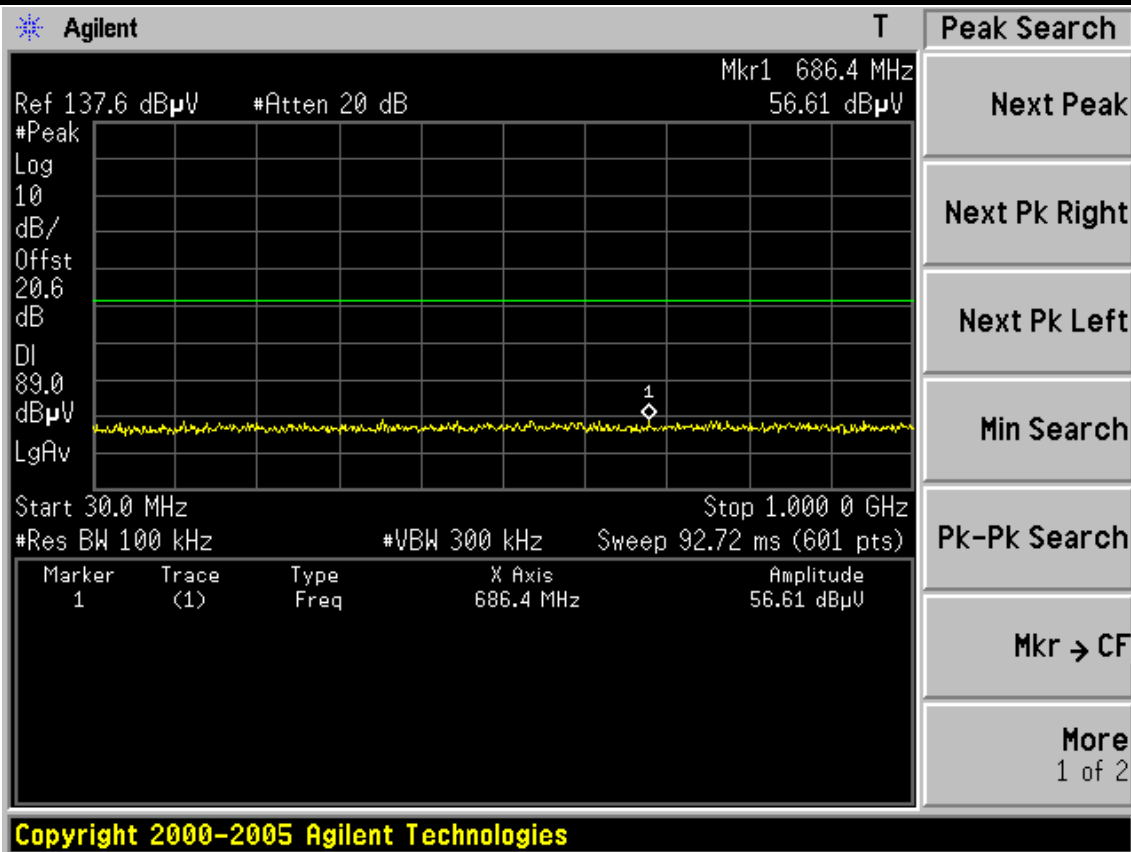 Agilent T
Peak Search
Mkr1 686.4 MHz
Ref 137.6 dBµV #Atten 20 dB 56.61 dBµV
#Peak
Log
10
dB/
Offst
20.6
dB
DI
89.0
dBµV
LgAv
1
Start 30.0 MHz Stop 1.000 0 GHz
#Res BW 100 kHz #VBW 300 kHz Sweep 92.72 ms (601 pts)
Marker Trace Type X Axis Amplitude
1 (1) Freq 686.4 MHz 56.61 dBµV
Next Peak
Next Pk Right
Next Pk Left
Min Search
Pk-Pk Search
Mkr → CF
More
1 of 2
Copyright 2000-2005 Agilent Technologies